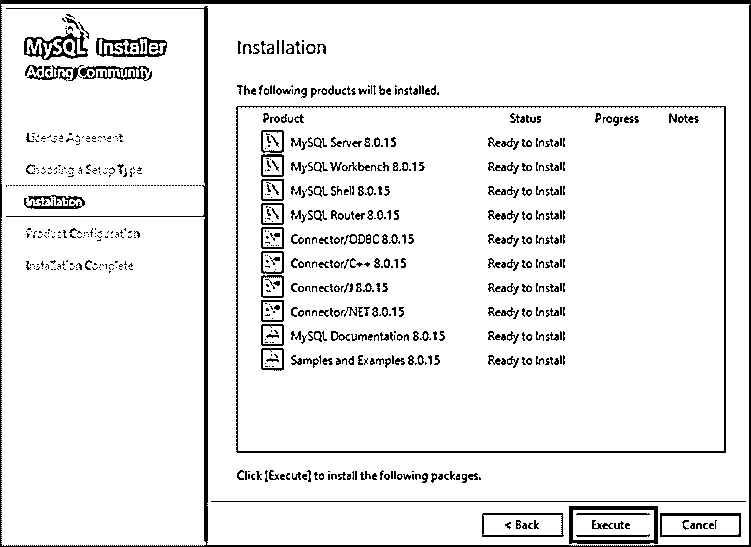 MySQL Installer
Adding Community
License Agreement
Choosing a Setup Type
Installation
Product Configuration
Installation Complete
Installation
The following products will be installed.
Product Status Progress Notes
MySQL Server 8.0.15 Ready to Install
MySQL Workbench 8.0.15 Ready to Install
MySQL Shell 8.0.15 Ready to Install
MySQL Router 8.0.15 Ready to Install
Connector/ODBC 8.0.15 Ready to Install
Connector/C++ 8.0.15 Ready to Install
Connector/J 8.0.15 Ready to Install
Connector/NET 8.0.15 Ready to Install
MySQL Documentation 8.0.15 Ready to Install
Samples and Examples 8.0.15 Ready to Install
Click [Execute] to install the following packages.
< Back Execute Cancel